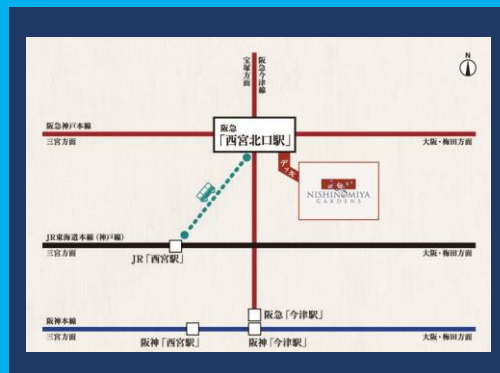 N
宝塚方面
阪急今津線
阪急神戸本線
三宮方面
阪急
「西宮北口駅」
大阪・梅田方面
デッキ
NISHINOMIYA
GARDENS
JR東海道本線(神戸線)
三宮方面
JR「西宮駅」
大阪・梅田方面
阪急「今津駅」
阪神本線
三宮方面
阪神「西宮駅」
阪神「今津駅」
大阪・梅田方面